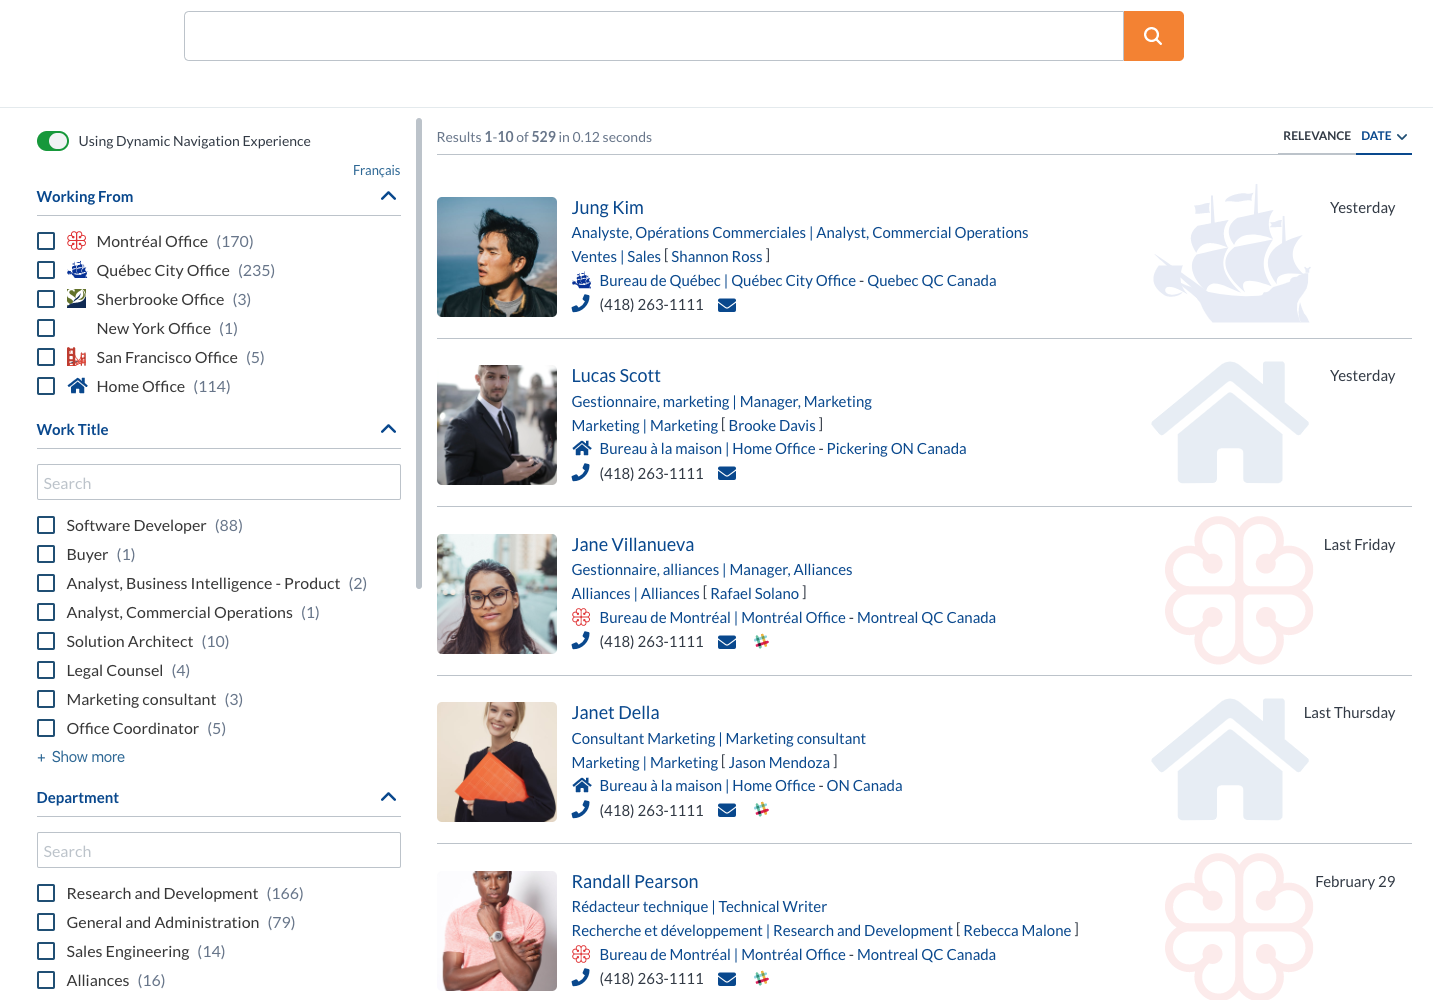 Using Dynamic Navigation Experience
Français
Working From
Montréal Office (170)
Québec City Office (235)
Sherbrooke Office (3)
New York Office (1)
San Francisco Office (5)
Home Office (114)
Work Title
Search
Software Developer (88)
Buyer (1)
Analyst, Business Intelligence - Product (2)
Analyst, Commercial Operations (1)
Solution Architect (10)
Legal Counsel (4)
Marketing consultant (3)
Office Coordinator (5)
+ Show more
Department
Search
Research and Development (166)
General and Administration (79)
Sales Engineering (14)
Alliances (16)
Results 1-10 of 529 in 0.12 seconds
RELEVANCE DATE
Jung Kim
Yesterday
Analyste, Opérations Commerciales | Analyst, Commercial Operations
Ventes | Sales [ Shannon Ross ]
Bureau de Québec | Québec City Office - Quebec QC Canada
(418) 263-1111
Lucas Scott
Yesterday
Gestionnaire, marketing | Manager, Marketing
Marketing | Marketing [ Brooke Davis ]
Bureau à la maison | Home Office - Pickering ON Canada
(418) 263-1111
Jane Villanueva
Last Friday
Gestionnaire, alliances | Manager, Alliances
Alliances | Alliances [ Rafael Solano ]
Bureau de Montréal | Montréal Office - Montreal QC Canada
(418) 263-1111
Janet Della
Last Thursday
Consultant Marketing | Marketing consultant
Marketing | Marketing [ Jason Mendoza ]
Bureau à la maison | Home Office - ON Canada
(418) 263-1111
Randall Pearson
February 29
Rédacteur technique | Technical Writer
Recherche et développement | Research and Development [ Rebecca Malone ]
Bureau de Montréal | Montréal Office - Montreal QC Canada
(418) 263-1111